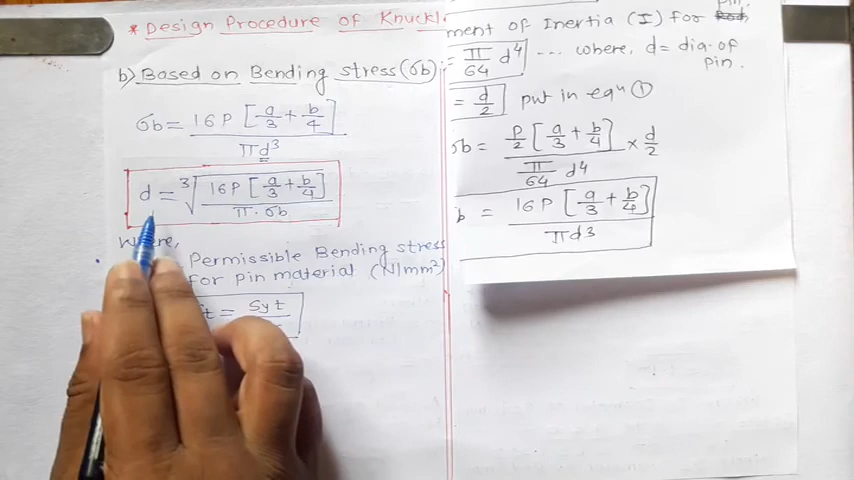 * Design Procedure of Knuckl
b) Based on Bending stress (σb) :
σb = 16P [a/3 + b/4] / πd³
d = ³√(16P [a/3 + b/4] / π·σb)
Where,
Permissible Bending stress
for pin material (N/mm²)
t = Syt
pin.
ment of Inertia (I) for
= π/64 d⁴ ... where, d = dia. of
pin.
= d/2 put in eqⁿ ①
σb = P/2 [a/3 + b/4] / π/64 d⁴ × d/2
b = 16P [a/3 + b/4] / πd³